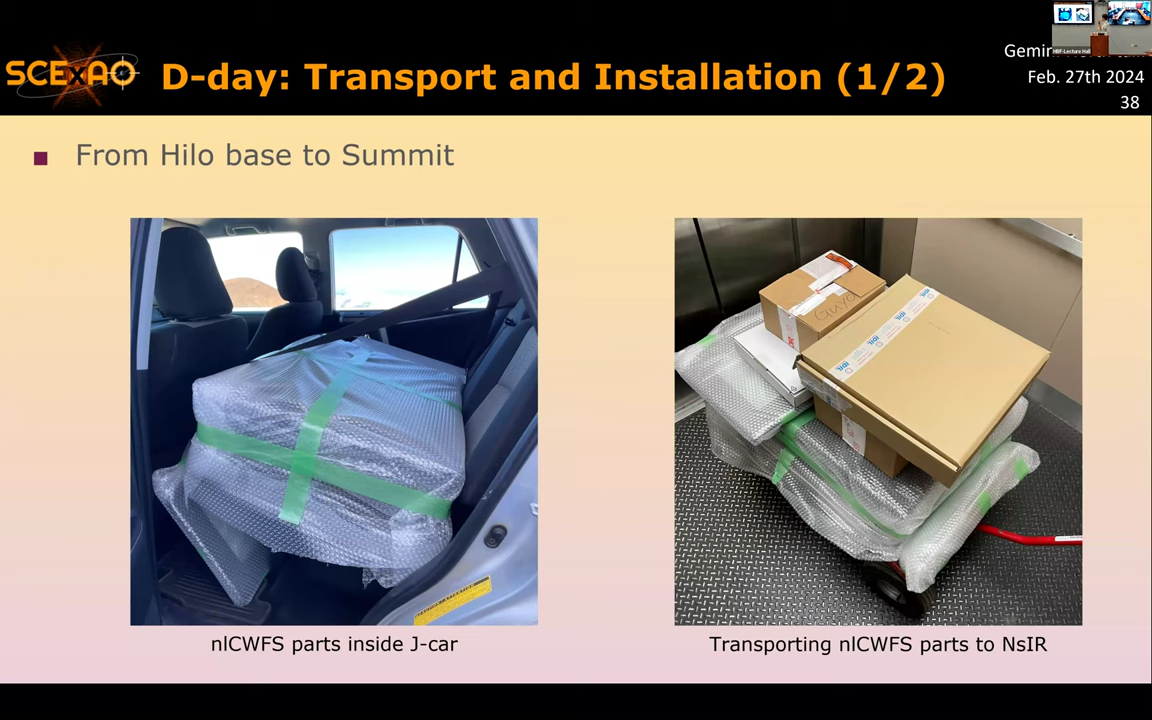 SCExAO
D-day: Transport and Installation (1/2)
Feb. 27th 2024
38
From Hilo base to Summit
Guyo
nlCWFS parts inside J-car
Transporting nlCWFS parts to NsIR